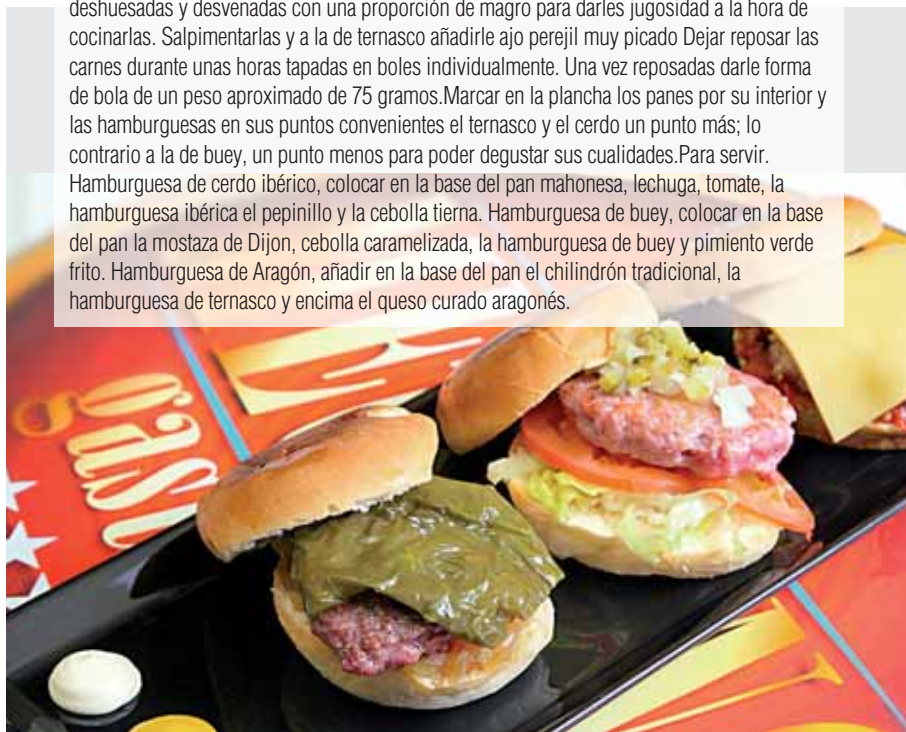 deshuesadas y desvenadas con una proporción de magro para darles jugosidad a la hora de
cocinarlas. Salpimentarlas y a la de ternasco añadirle ajo perejil muy picado Dejar reposar las
carnes durante unas horas tapadas en boles individualmente. Una vez reposadas darle forma
de bola de un peso aproximado de 75 gramos.Marcar en la plancha los panes por su interior y
las hamburguesas en sus puntos convenientes el ternasco y el cerdo un punto más; lo
contrario a la de buey, un punto menos para poder degustar sus cualidades.Para servir.
Hamburguesa de cerdo ibérico, colocar en la base del pan mahonesa, lechuga, tomate, la
hamburguesa ibérica el pepinillo y la cebolla tierna. Hamburguesa de buey, colocar en la base
del pan la mostaza de Dijon, cebolla caramelizada, la hamburguesa de buey y pimiento verde
frito. Hamburguesa de Aragón, añadir en la base del pan el chilindrón tradicional, la
hamburguesa de ternasco y encima el queso curado aragonés.